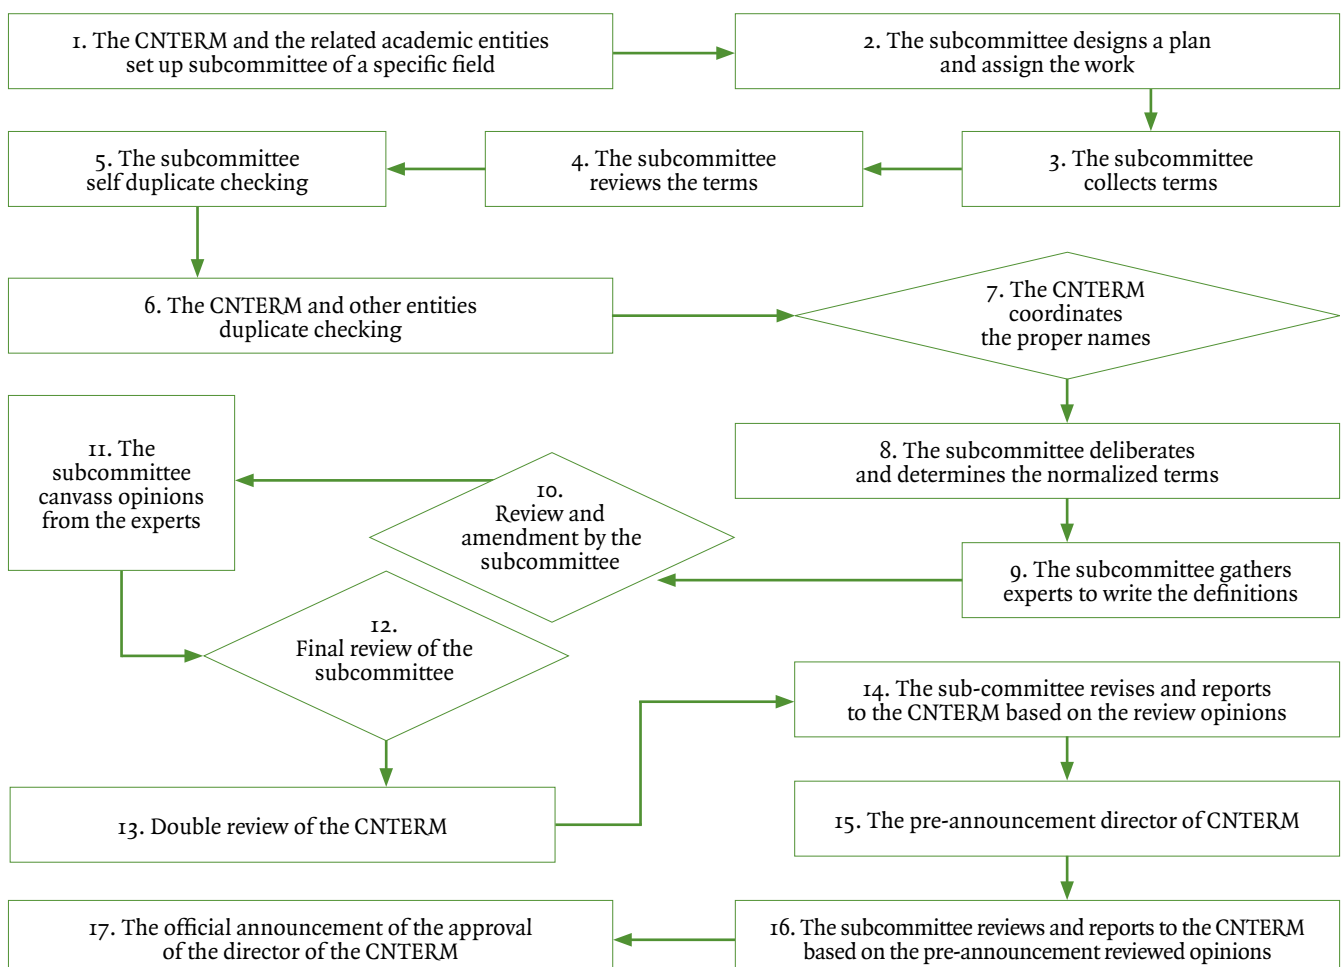 1. The CNTERM and the related academic entities
set up subcommittee of a specific field
2. The subcommittee designs a plan
and assign the work
3. The subcommittee
collects terms
4. The subcommittee
reviews the terms
5. The subcommittee
self duplicate checking
6. The CNTERM and other entities
duplicate checking
7. The CNTERM
coordinates
the proper names
8. The subcommittee deliberates
and determines the normalized terms
9. The subcommittee gathers
experts to write the definitions
10.
Review and
amendment by the
subcommittee
11. The
subcommittee
canvass opinions
from the experts
12.
Final review of the
subcommittee
13. Double review of the CNTERM
14. The sub-committee revises and reports
to the CNTERM based on the review opinions
15. The pre-announcement director of CNTERM
16. The subcommittee reviews and reports to the CNTERM
based on the pre-announcement reviewed opinions
17. The official announcement of the approval
of the director of the CNTERM